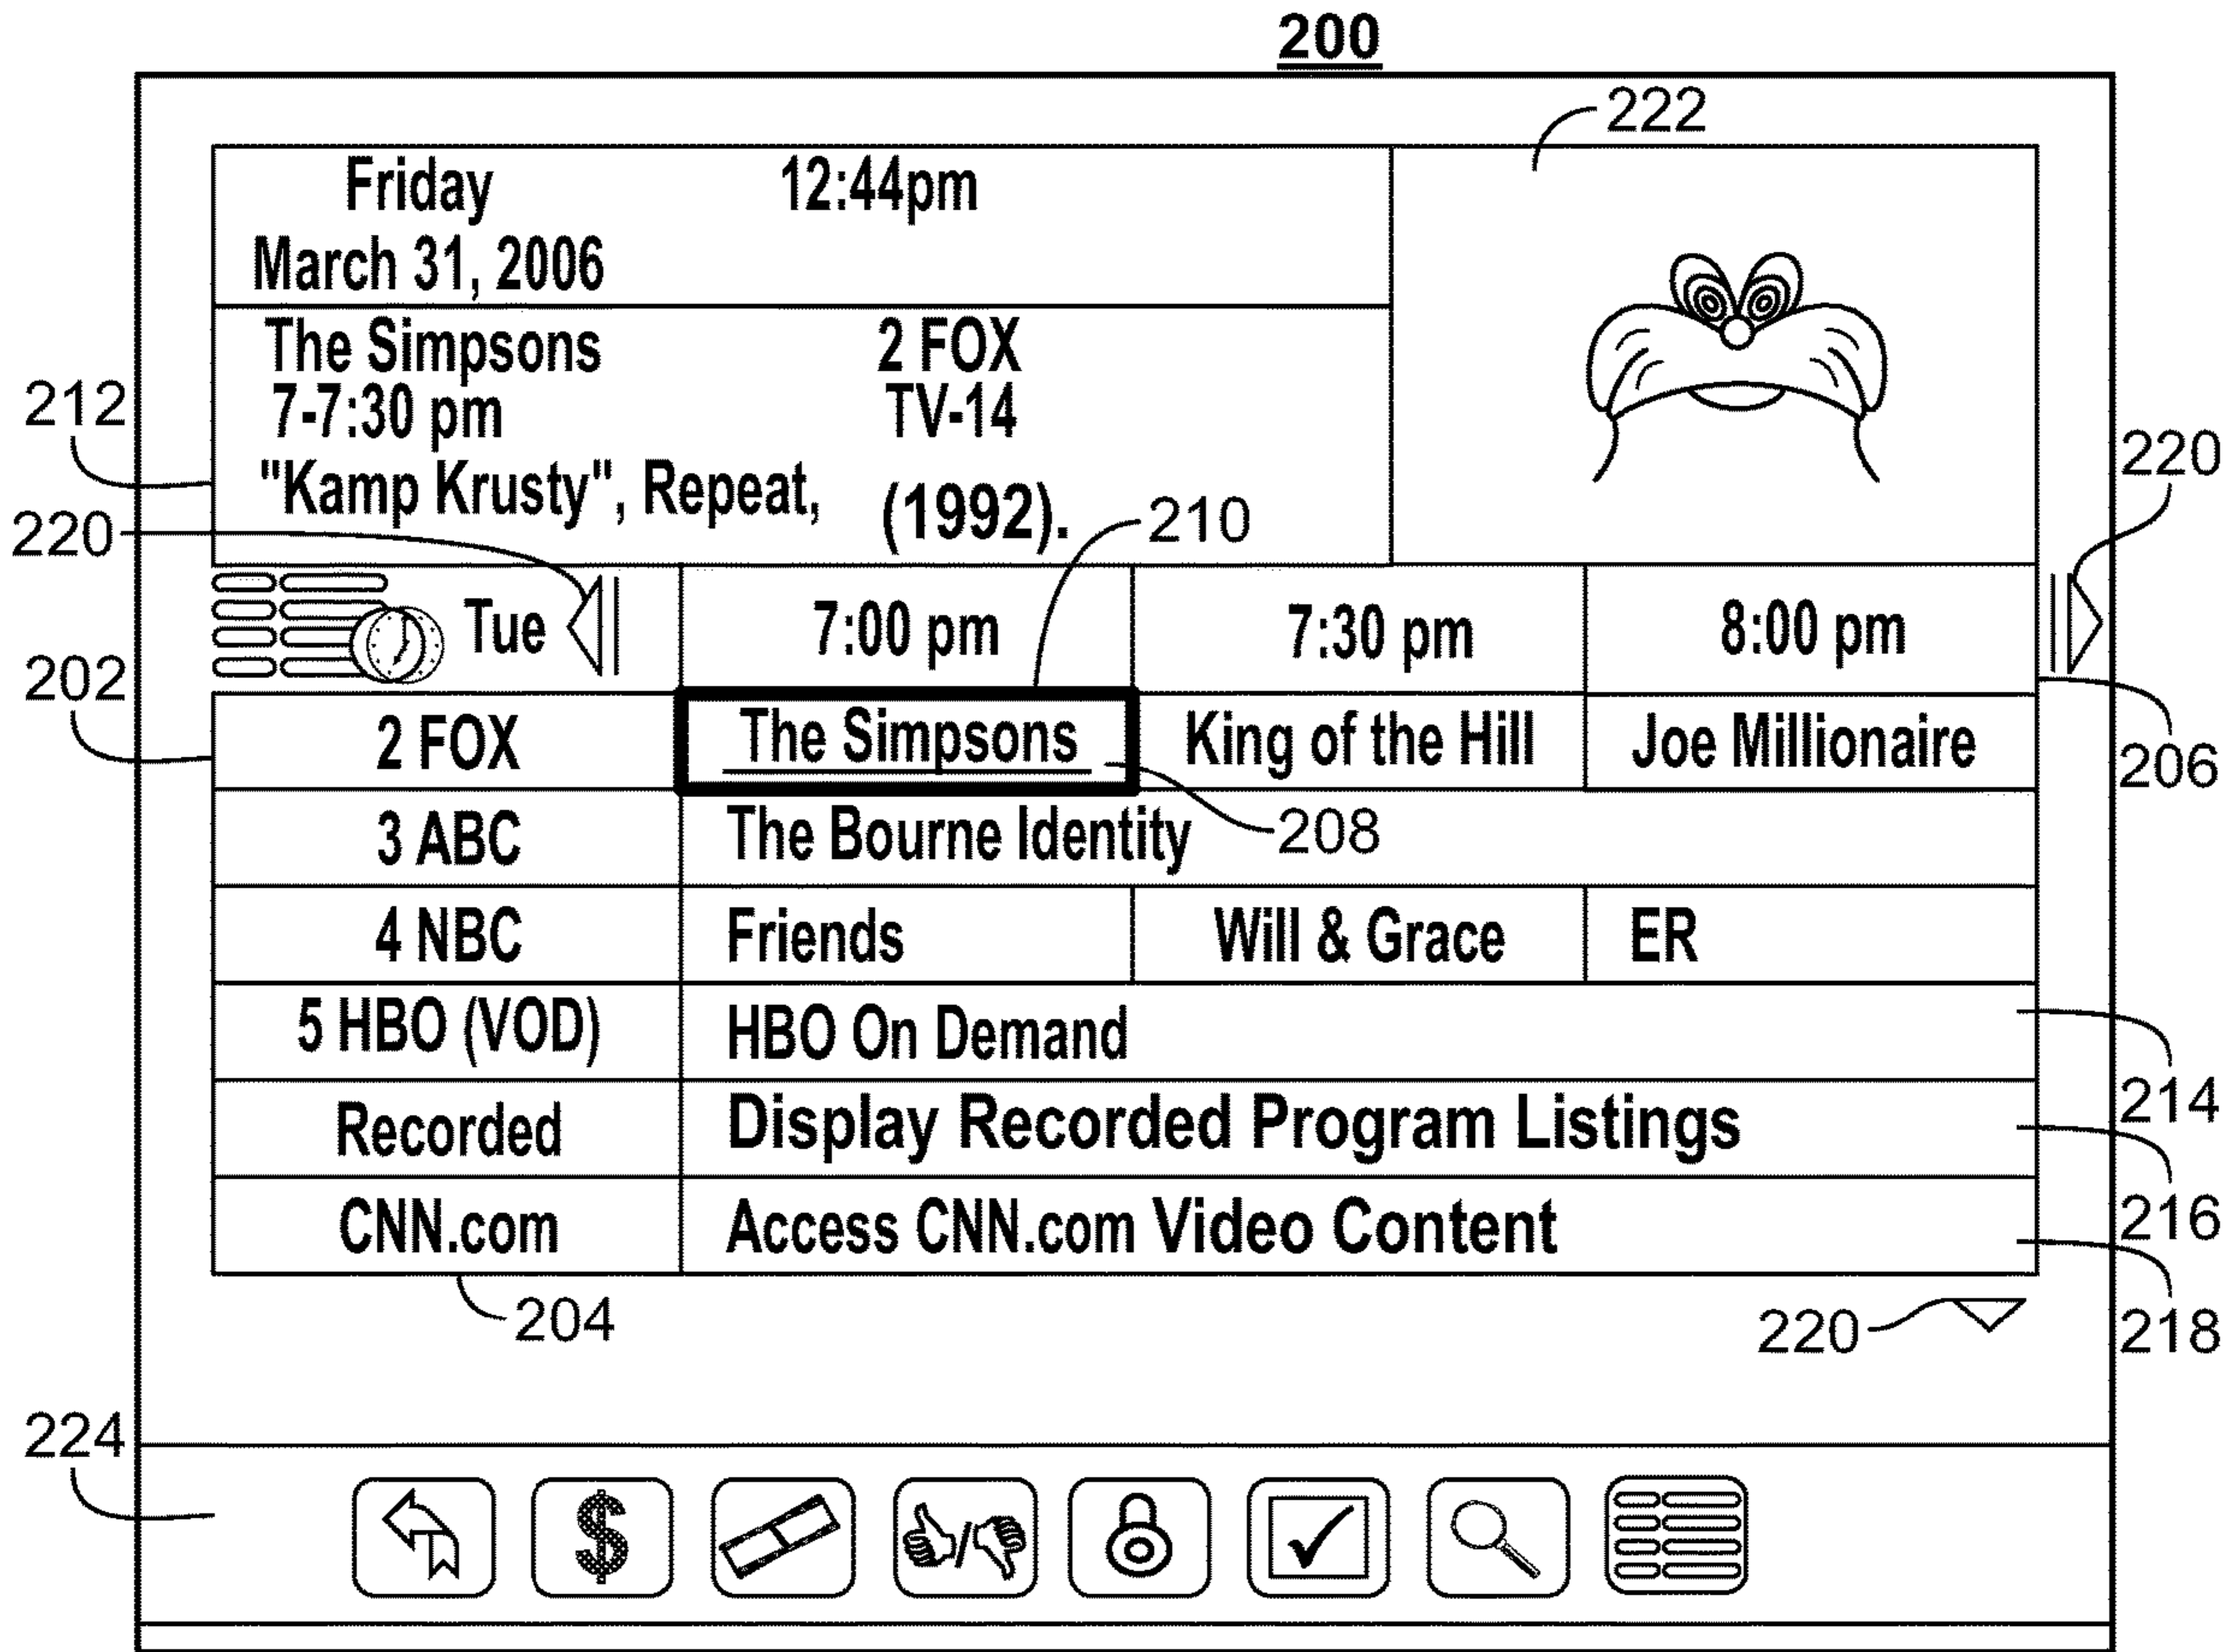 200
222
Friday 12:44pm
March 31, 2006
The Simpsons 2 FOX
212 7-7:30 pm TV-14
220
"Kamp Krusty", Repeat, (1992).
210
220
Tue 7:00 pm 7:30 pm 8:00 pm
202
2 FOX The Simpsons King of the Hill Joe Millionaire
206
3 ABC The Bourne Identity 208
4 NBC Friends Will & Grace ER
5 HBO (VOD) HBO On Demand
214
Recorded Display Recorded Program Listings
216
CNN.com Access CNN.com Video Content
204
220
218
224
$ /